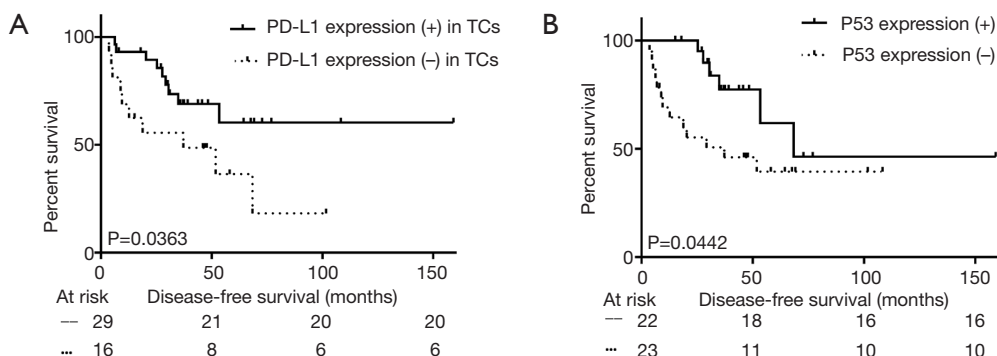 A
PD-L1 expression (+) in TCs
PD-L1 expression (−) in TCs
100
50
0
Percent survival
P=0.0363
0 50 100 150
At risk Disease-free survival (months)
29 21 20 20
16 8 6 6
B
P53 expression (+)
P53 expression (−)
100
50
0
Percent survival
P=0.0442
0 50 100 150
At risk Disease-free survival (months)
22 18 16 16
23 11 10 10